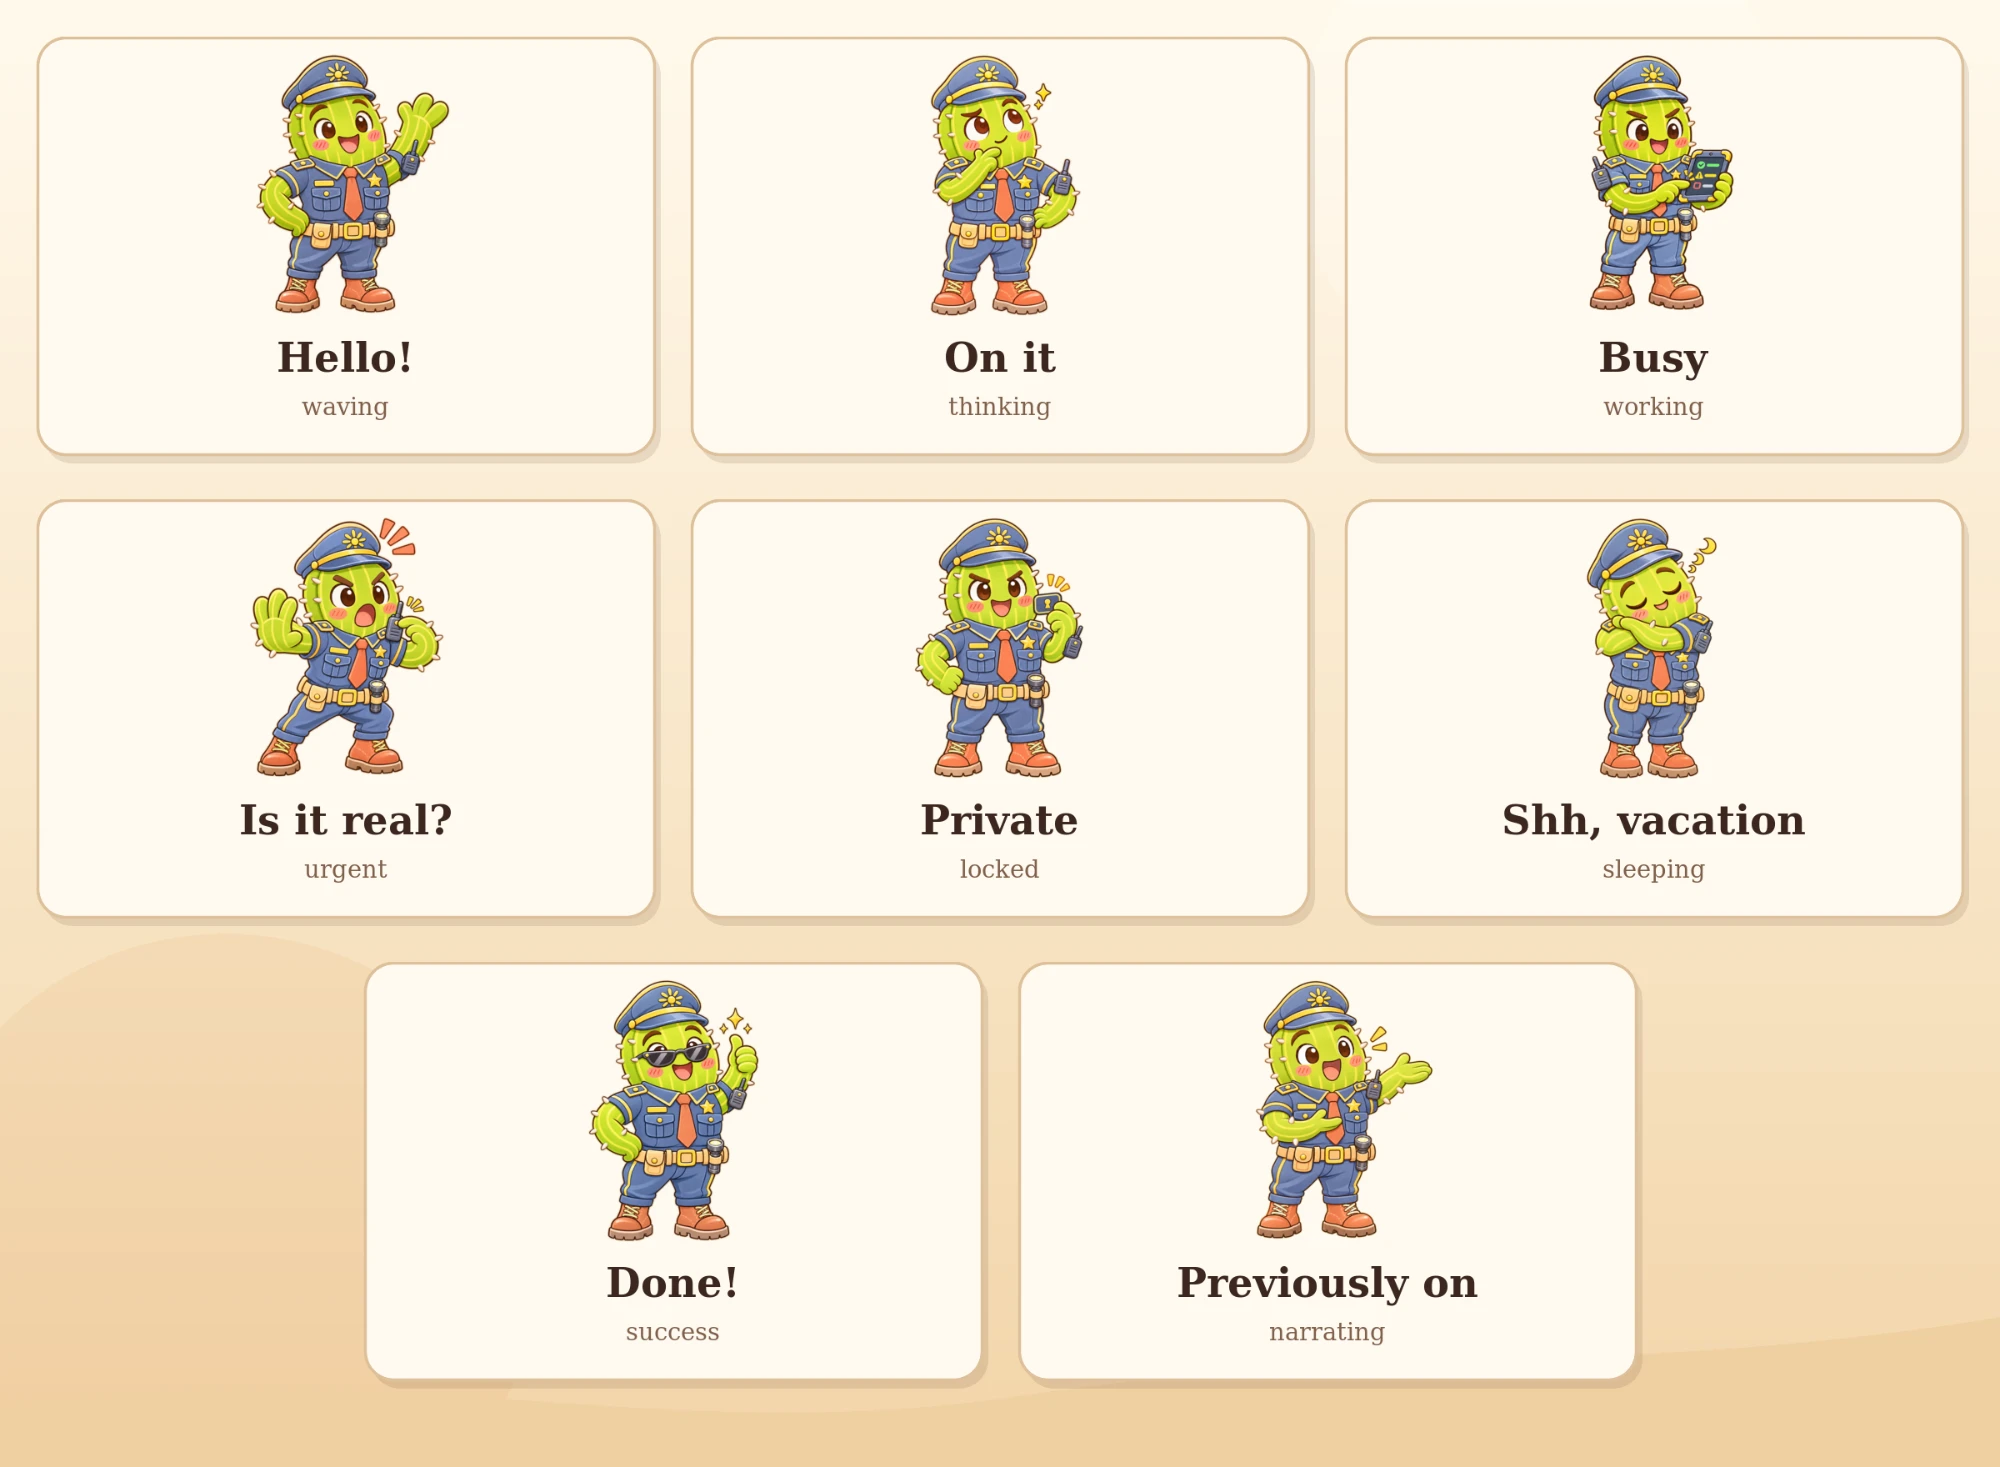 Hello!
waving
On it
thinking
Busy
working
Is it real?
urgent
Private
locked
Shh, vacation
sleeping
Done!
success
Previously on
narrating